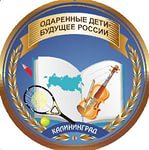 ОДАРЕННЫЕ ДЕТИ-
БУДУЩЕЕ РОССИИ
КАЛИНИНГРАД